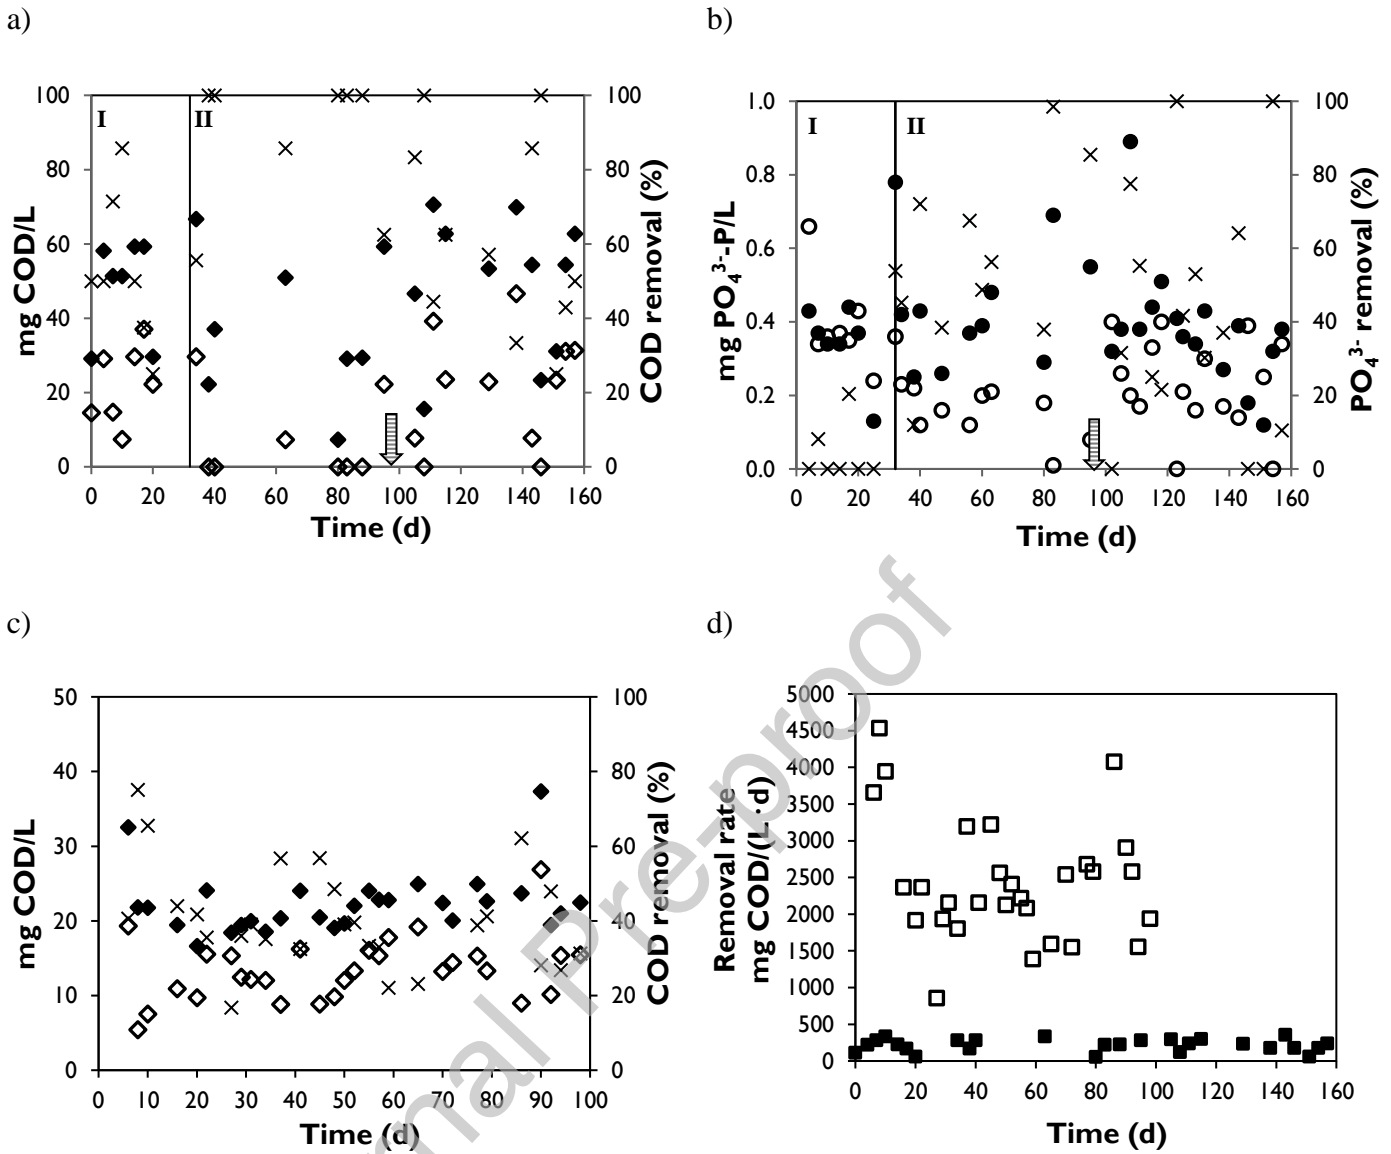 a)
b)
100
80
60
40
20
0
mg COD/L
I
II
100
80
60
40
20
0
COD removal (%)
0 20 40 60 80 100 120 140 160
Time (d)
1.0
0.8
0.6
0.4
0.2
0.0
mg PO₄³⁻-P/L
I
II
100
80
60
40
20
0
PO₄³⁻ removal (%)
0 20 40 60 80 100 120 140 160
Time (d)
c)
d)
50
40
30
20
10
0
mg COD/L
100
80
60
40
20
0
COD removal (%)
0 10 20 30 40 50 60 70 80 90 100
Time (d)
5000
4500
4000
3500
3000
2500
2000
1500
1000
500
0
Removal rate
mg COD/(L·d)
0 20 40 60 80 100 120 140 160
Time (d)
rnal Pre-proof